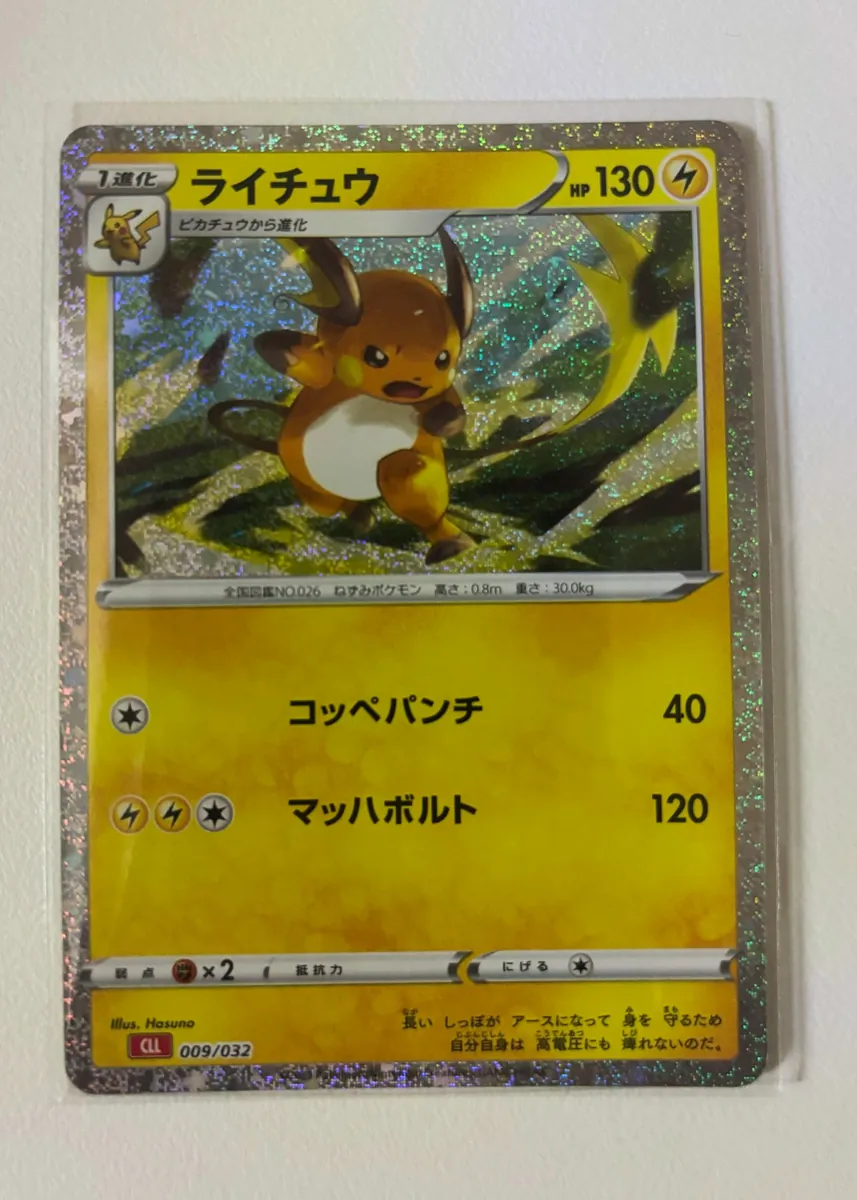 1進化
ライチュウ
HP 130
ピカチュウから進化
全国図鑑NO.026 ねずみポケモン 高さ:0.8m 重さ:30.0kg
コッペパンチ 40
マッハボルト 120
弱点 ×2 抵抗力 にげる
Illus. Hasuno
CLL 009/032
長い しっぽが アースになって 身を 守るため
自分自身は 高電圧にも 痺れないのだ。